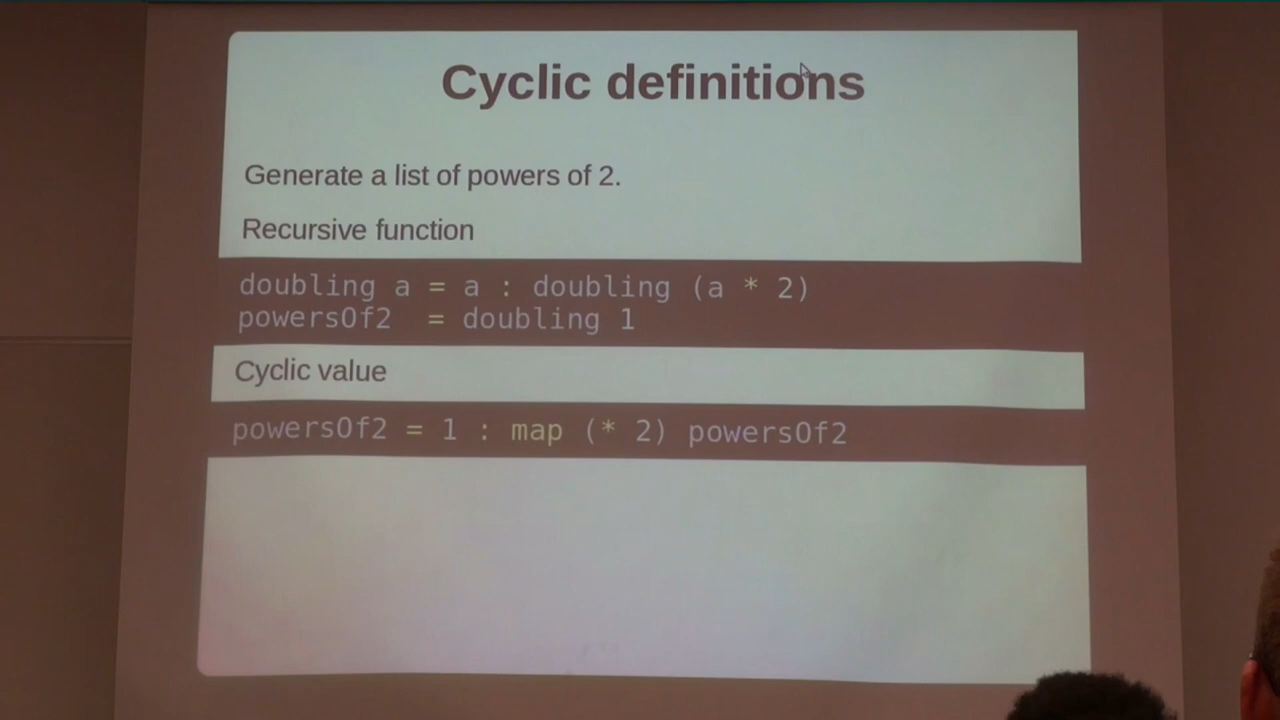 Cyclic definitions
Generate a list of powers of 2.
Recursive function
doubling a = a : doubling (a * 2)
powersOf2  = doubling 1
Cyclic value
powersOf2 = 1 : map (* 2) powersOf2